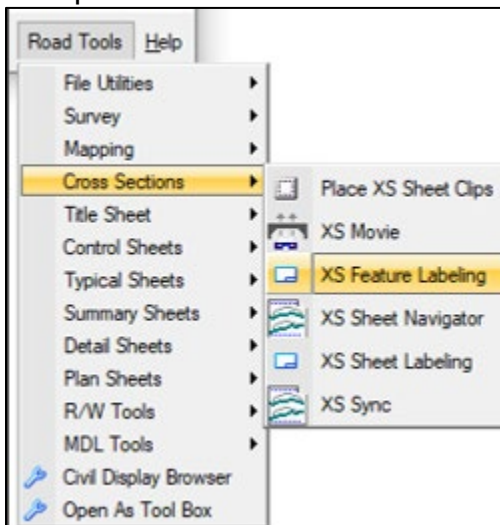 Road Tools Help
File Utilities
Survey
Mapping
Cross Sections
Title Sheet
Control Sheets
Typical Sheets
Summary Sheets
Detail Sheets
Plan Sheets
R/W Tools
MDL Tools
Civil Display Browser
Open As Tool Box
Place XS Sheet Clips
XS Movie
XS Feature Labeling
XS Sheet Navigator
XS Sheet Labeling
XS Sync